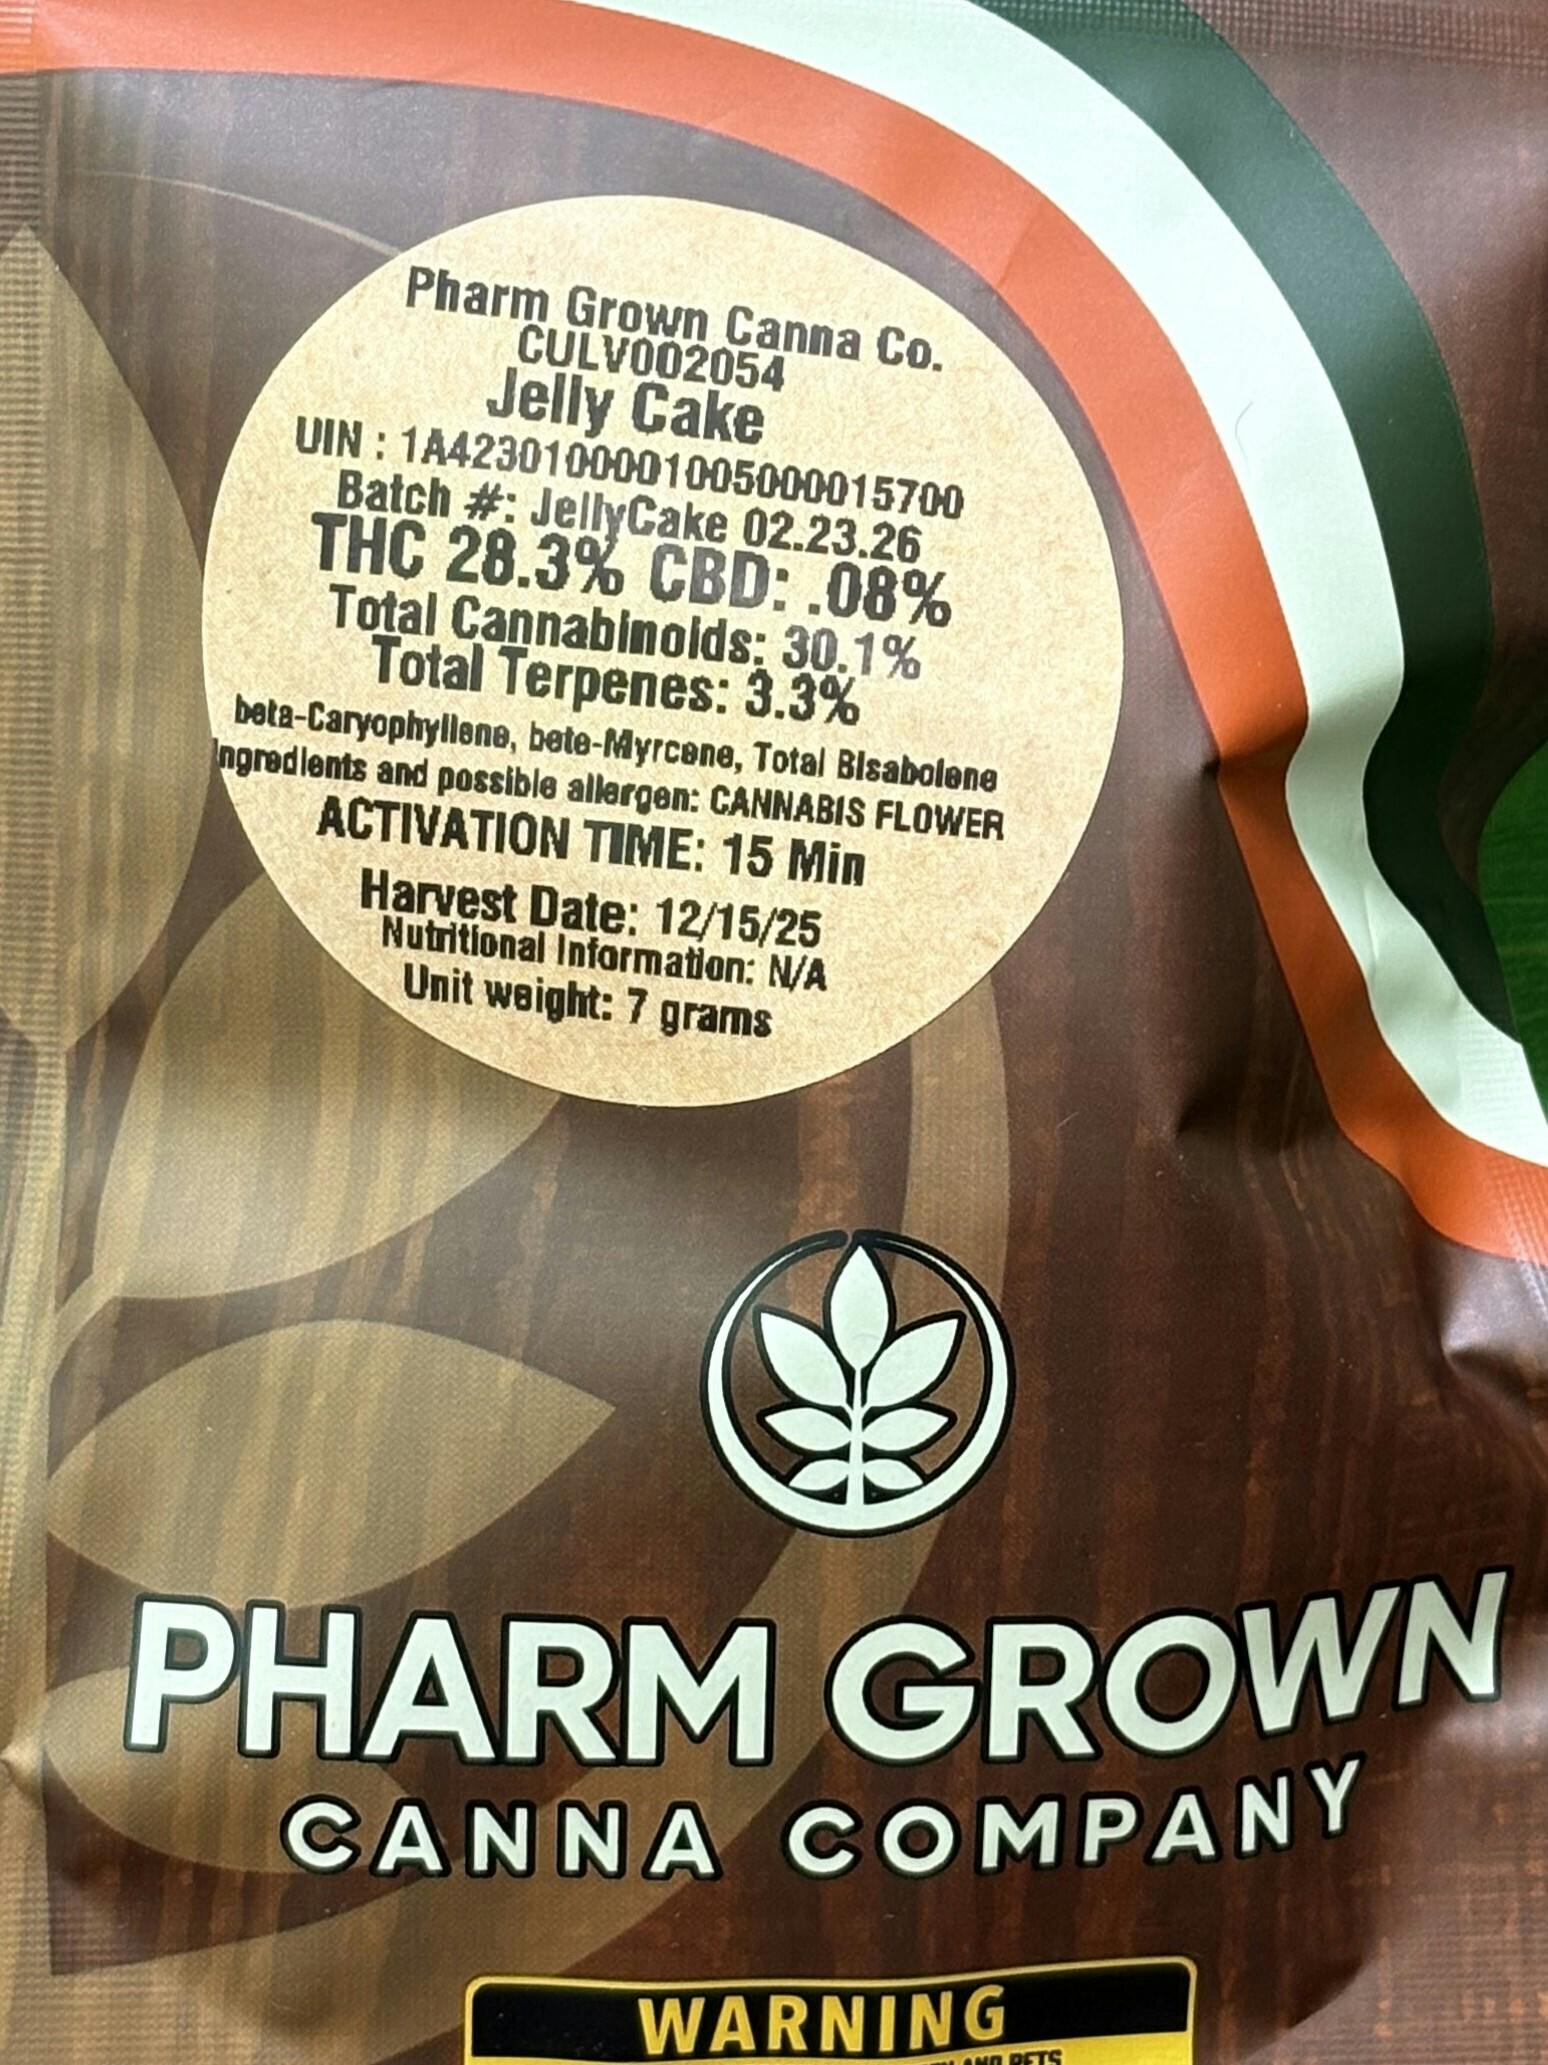 Pharm Grown Canna Co.
CULV002054
Jelly Cake
UIN : 1A4230100001005000015700
Batch #: JellyCake 02.23.26
THC 28.3% CBD: .08%
Total Cannabinoids: 30.1%
Total Terpenes: 3.3%
beta-Caryophyllene, bete-Myrcene, Total Bisabolene
Ingredients and possible allergen: CANNABIS FLOWER
ACTIVATION TIME: 15 Min
Harvest Date: 12/15/25
Nutritional Information: N/A
Unit weight: 7 grams
PHARM GROWN
CANNA COMPANY
WARNING
AND PETS